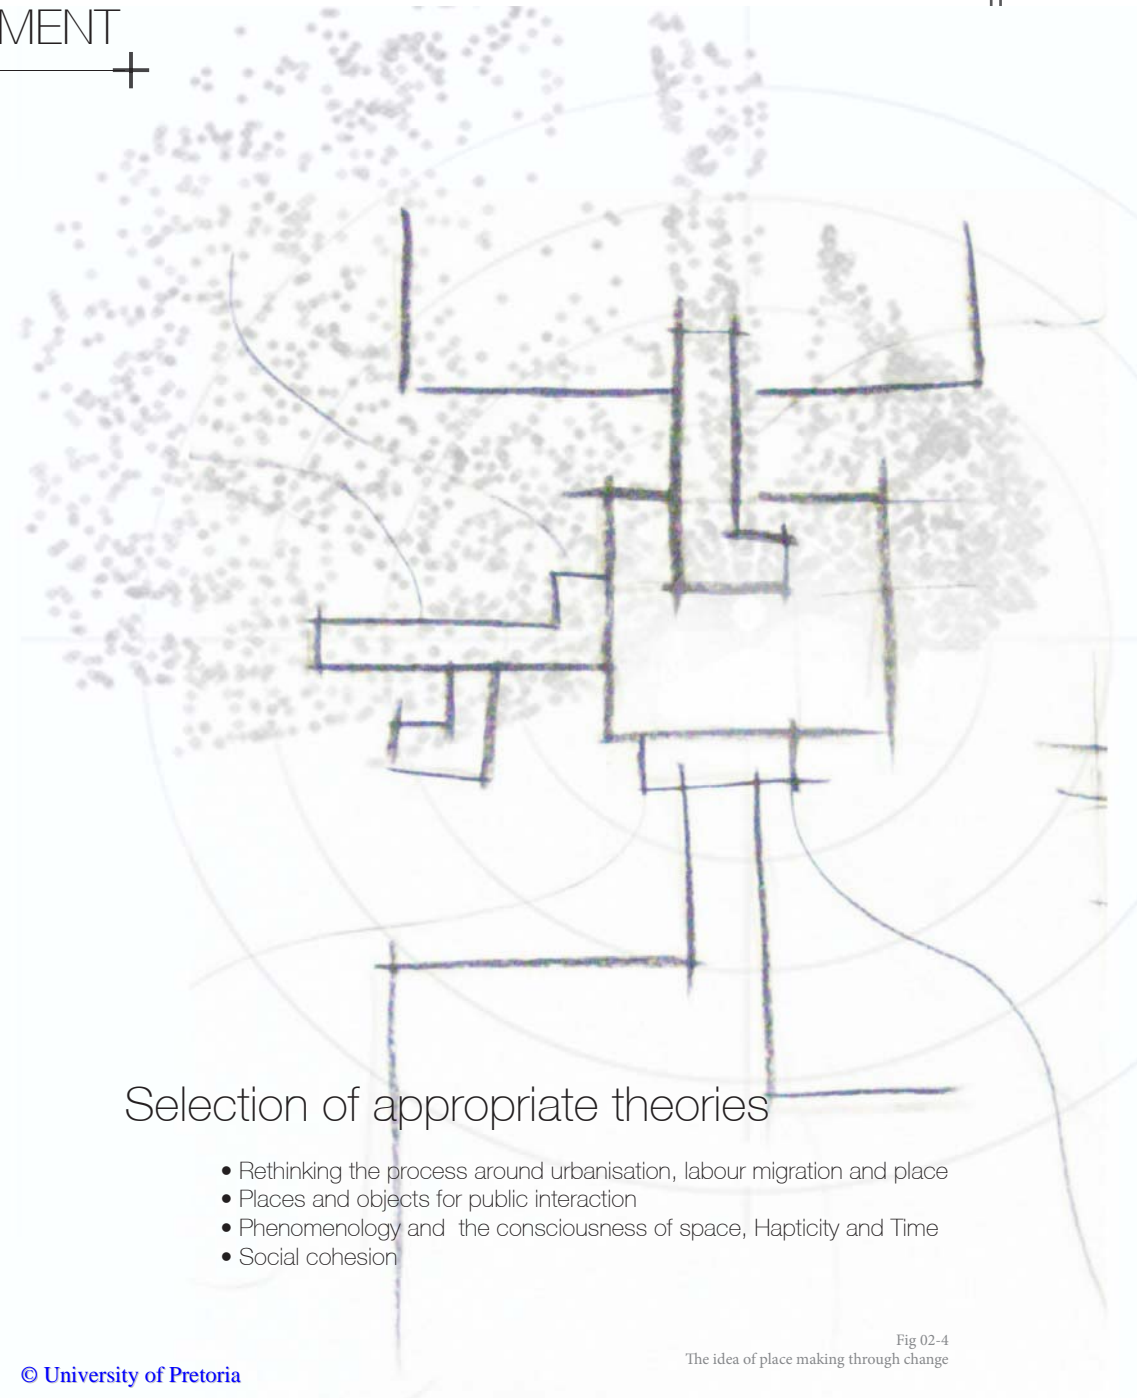 MENT
Selection of appropriate theories
• Rethinking the process around urbanisation, labour migration and place
• Places and objects for public interaction
• Phenomenology and the consciousness of space, Hapticity and Time
• Social cohesion
Fig 02-4
The idea of place making through change
© University of Pretoria